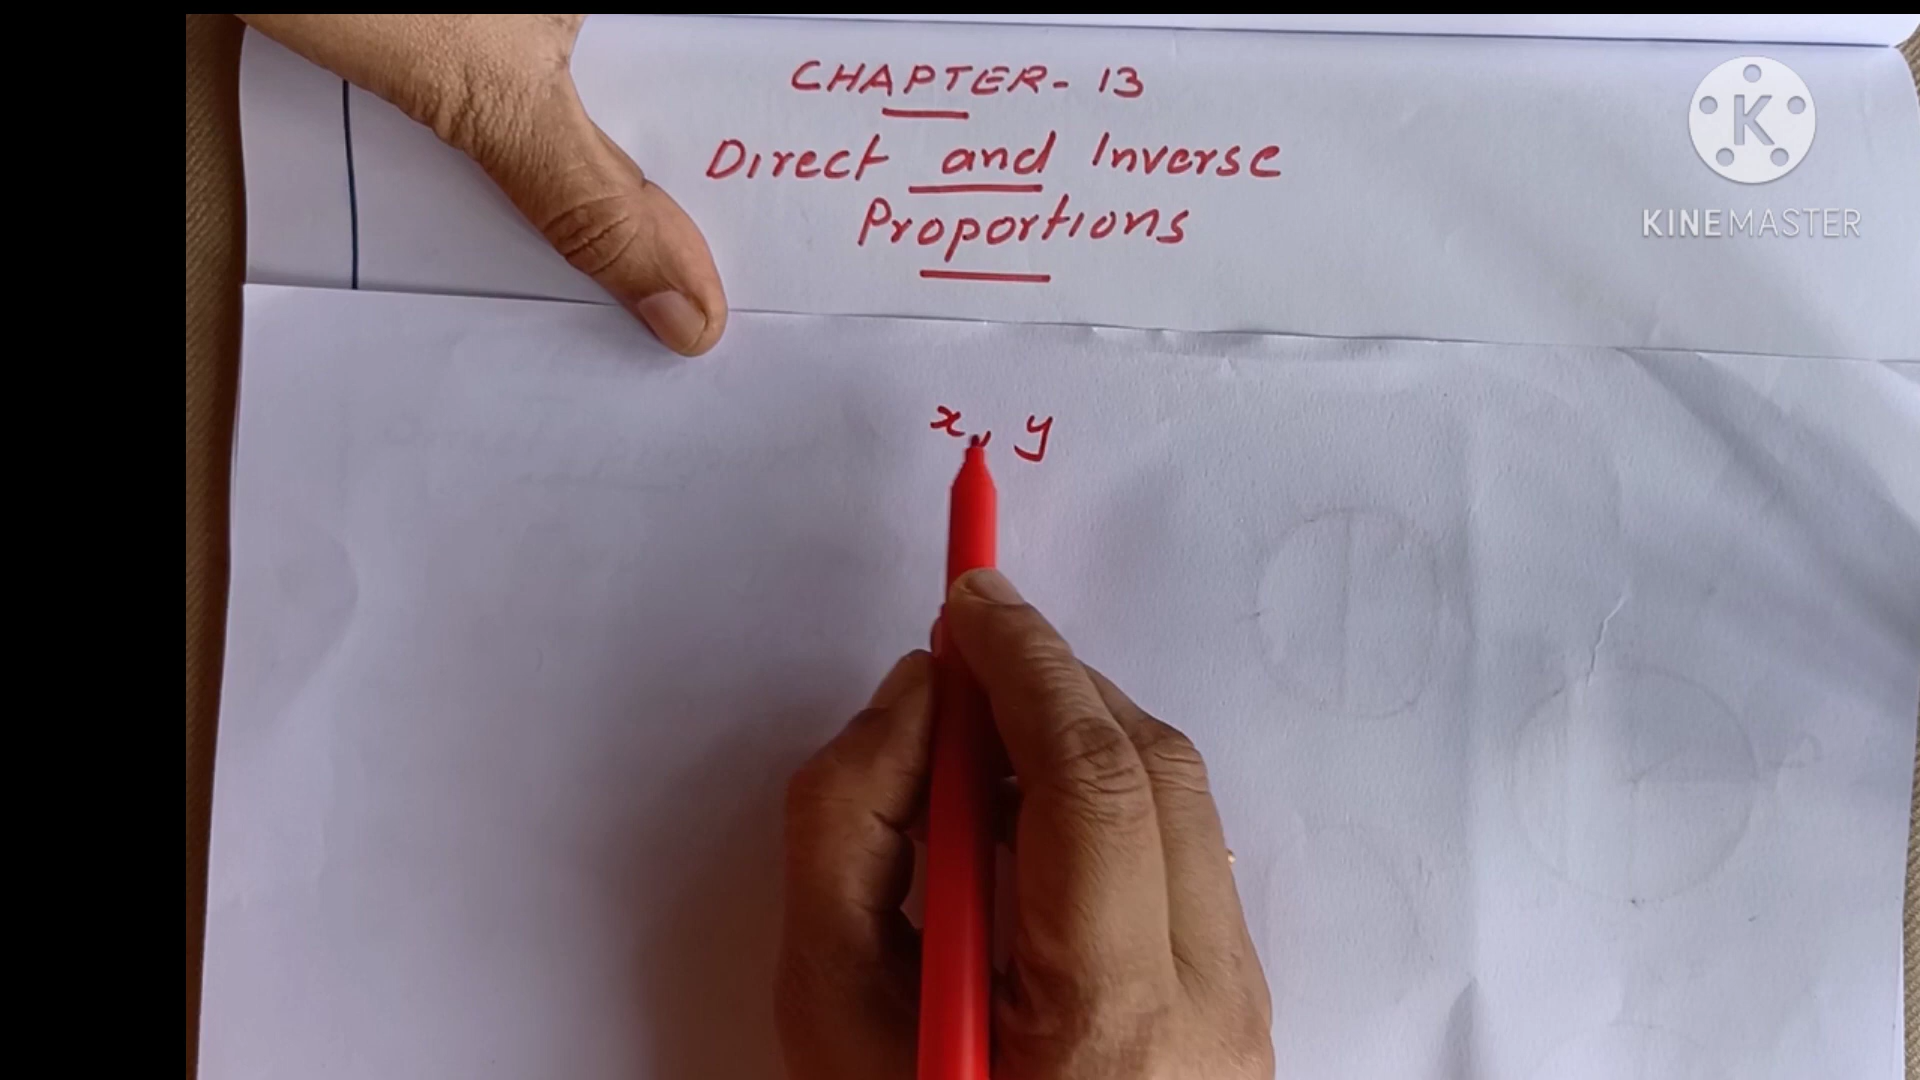 CHAPTER - 13
Direct and Inverse
Proportions
K
KINEMASTER
x, y